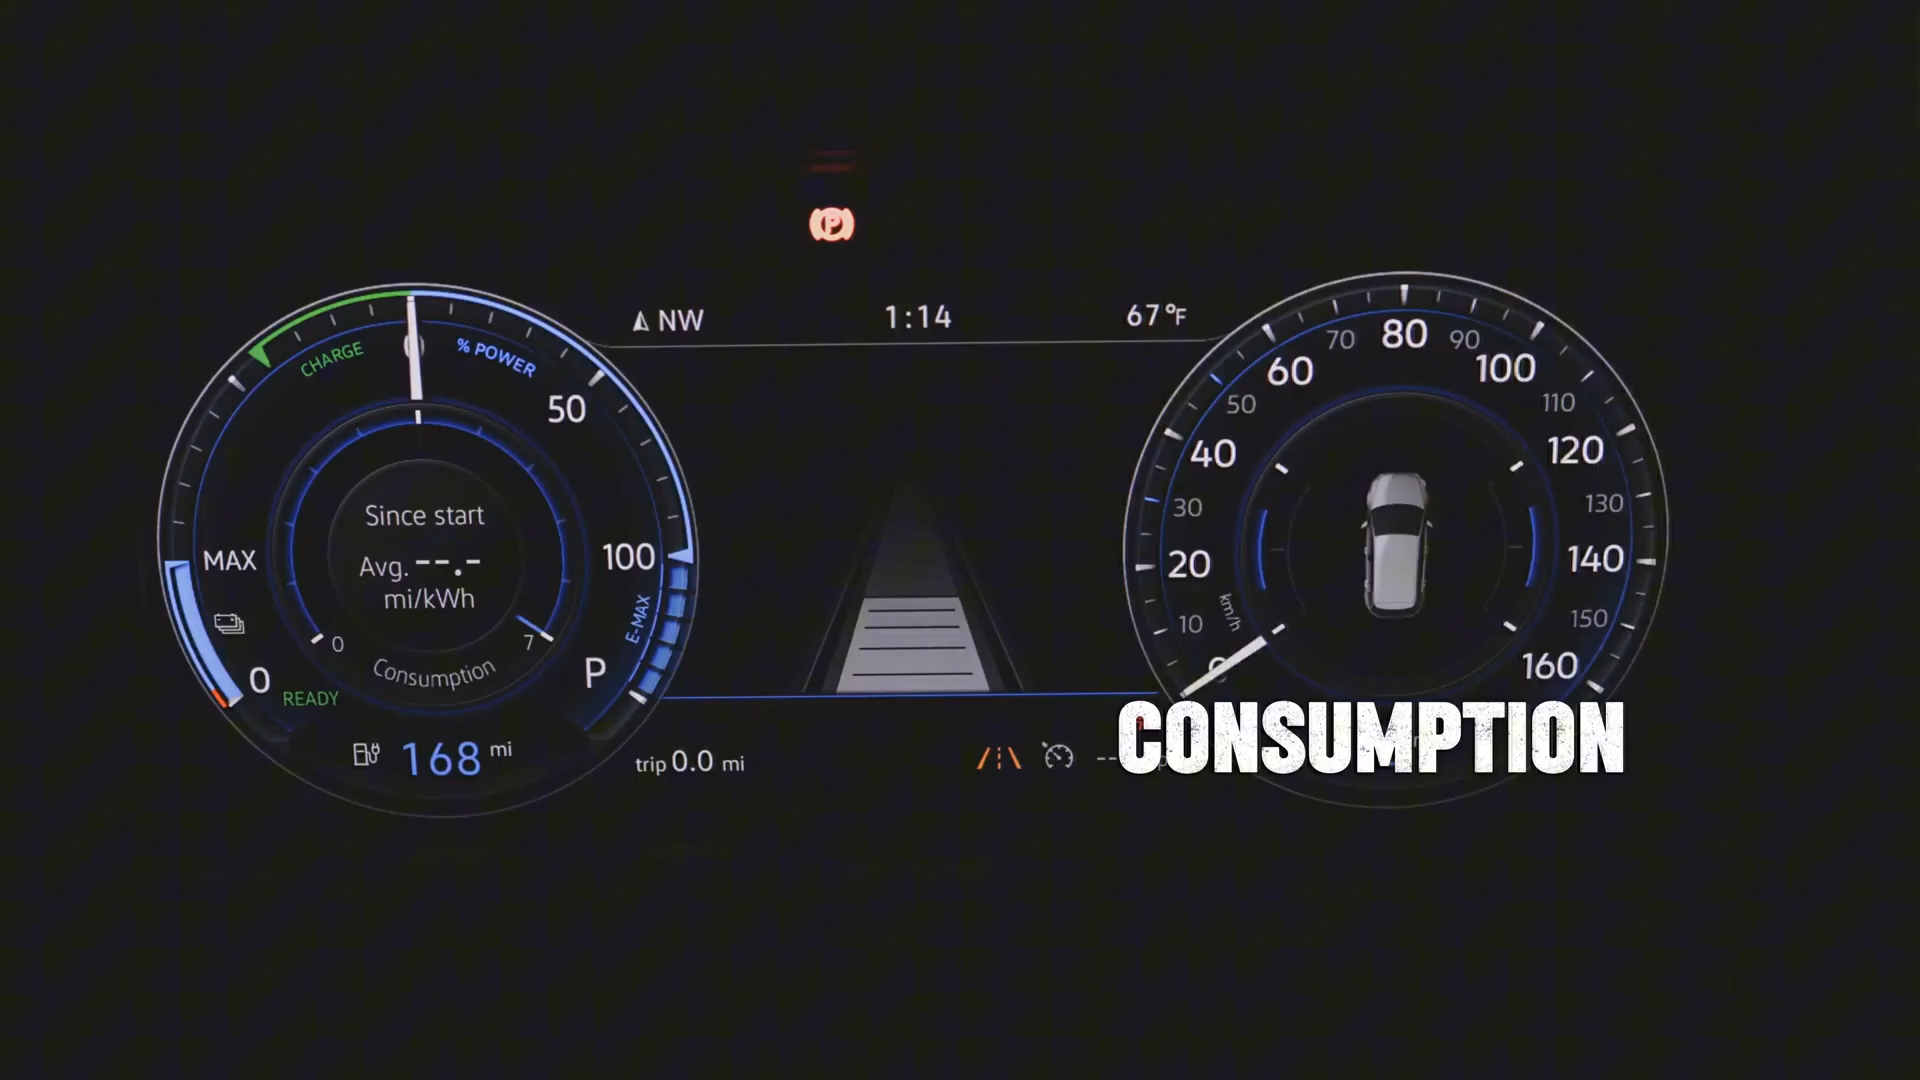 P
NW
1:14
67°F
CHARGE
% POWER
50
100
MAX
0
READY
E-MAX
P
Since start
Avg. --.-
mi/kWh
0
7
Consumption
168 mi
trip 0.0 mi
--
0
10
20
30
40
50
60
70
80
90
100
110
120
130
140
150
160
km/h
CONSUMPTION